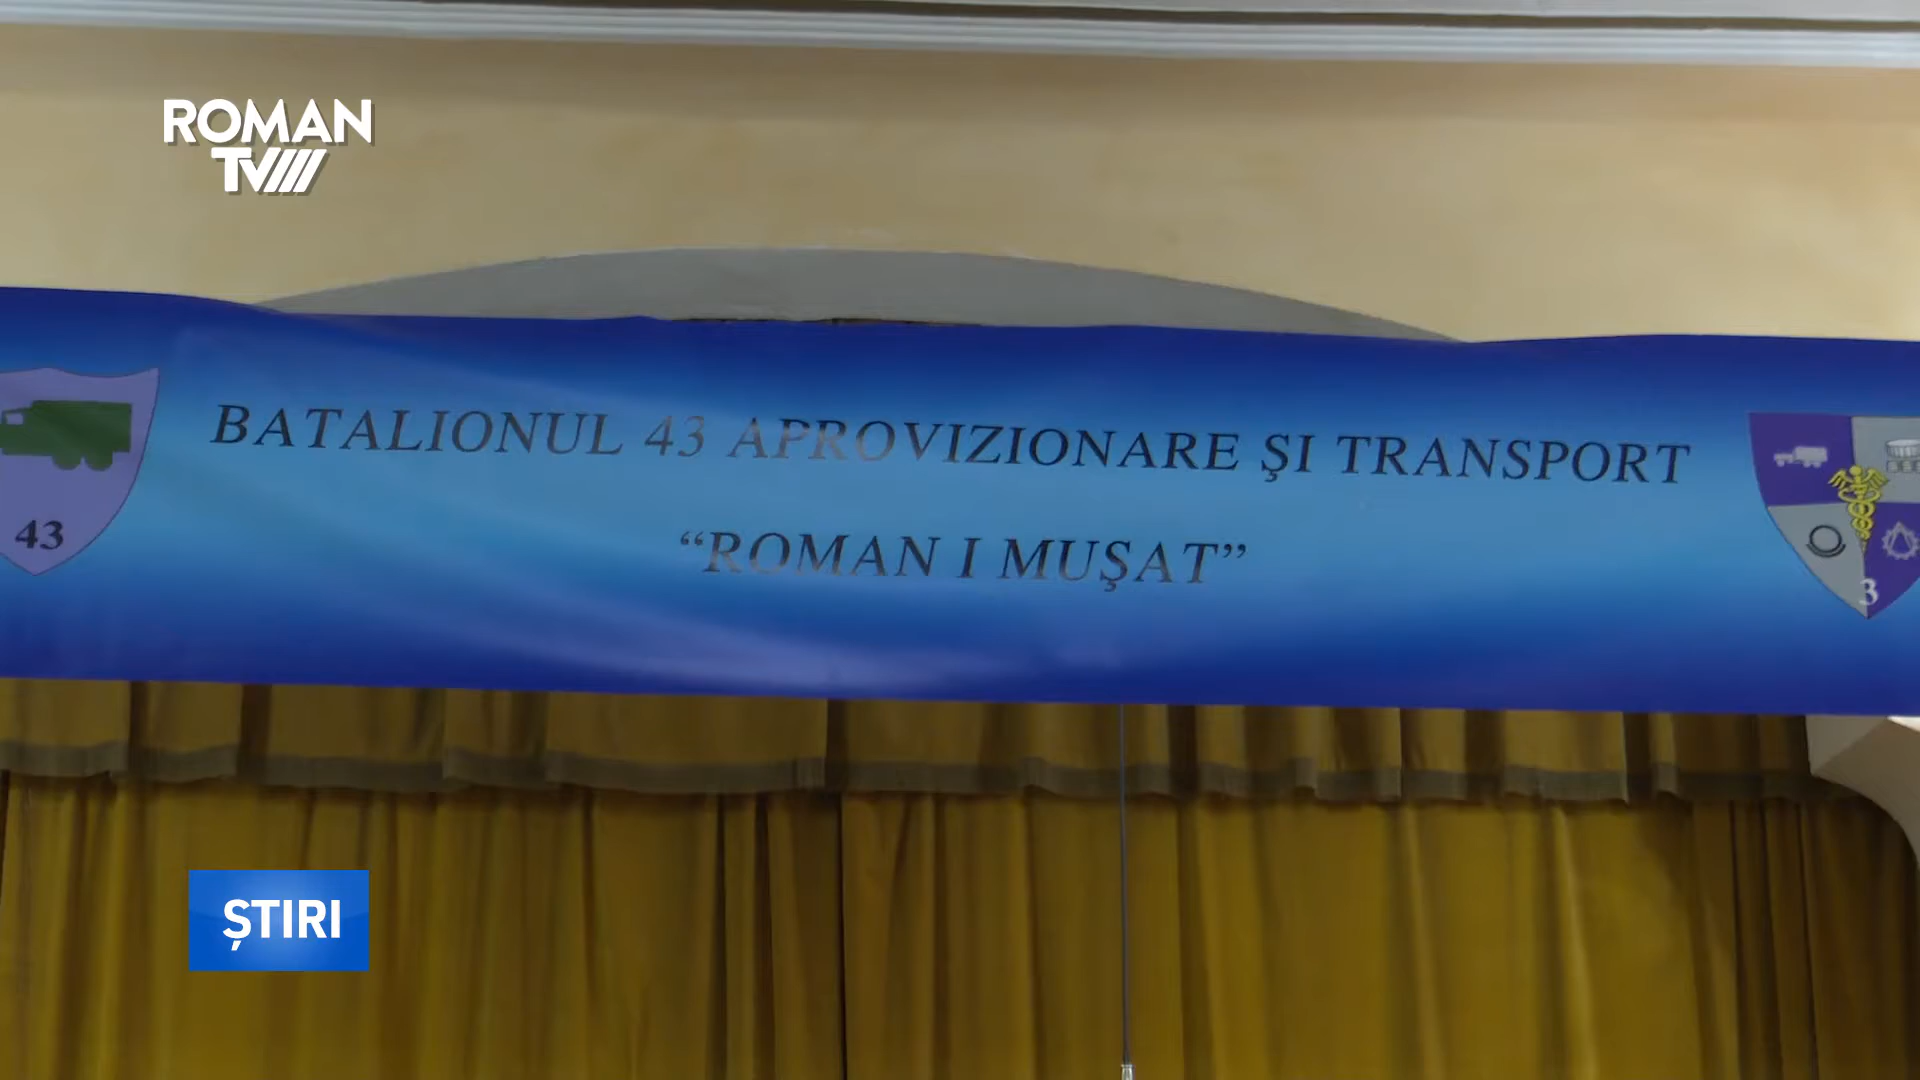 ROMAN
TV
BATALIONUL 43 APROVIZIONARE ŞI TRANSPORT
“ROMAN I MUŞAT”
43
3
ȘTIRI